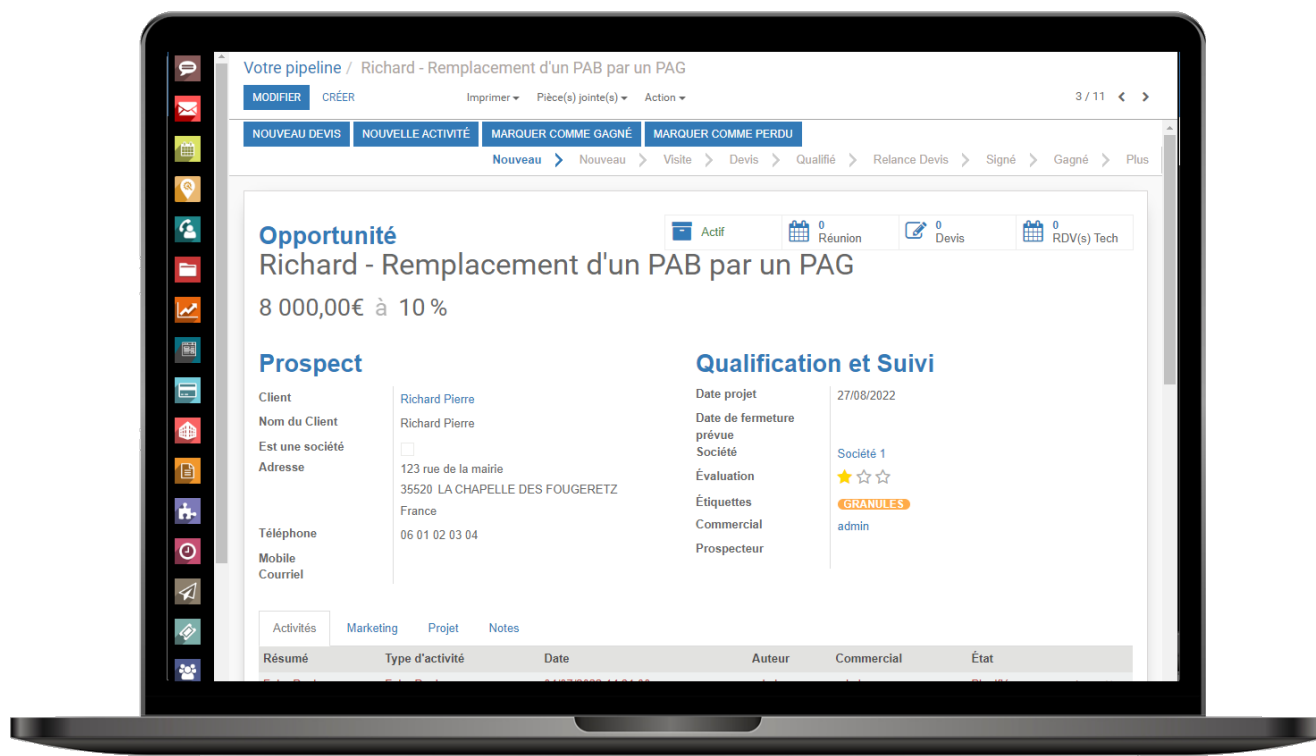 Votre pipeline / Richard - Remplacement d'un PAB par un PAG
MODIFIER CRÉER Imprimer Pièce(s) jointe(s) Action 3 / 11
NOUVEAU DEVIS NOUVELLE ACTIVITÉ MARQUER COMME GAGNÉ MARQUER COMME PERDU
Nouveau Nouveau Visite Devis Qualifié Relance Devis Signé Gagné Plus
Actif 0 Réunion 0 Devis 0 RDV(s) Tech
Opportunité
Richard - Remplacement d'un PAB par un PAG
8 000,00€ à 10 %
Prospect
Client Richard Pierre
Nom du Client Richard Pierre
Est une société
Adresse 123 rue de la mairie
35520 LA CHAPELLE DES FOUGERETZ
France
Téléphone 06 01 02 03 04
Mobile
Courriel
Qualification et Suivi
Date projet 27/08/2022
Date de fermeture
prévue
Société Société 1
Évaluation
Étiquettes GRANULES
Commercial admin
Prospecteur
Activités Marketing Projet Notes
Résumé Type d'activité Date Auteur Commercial État